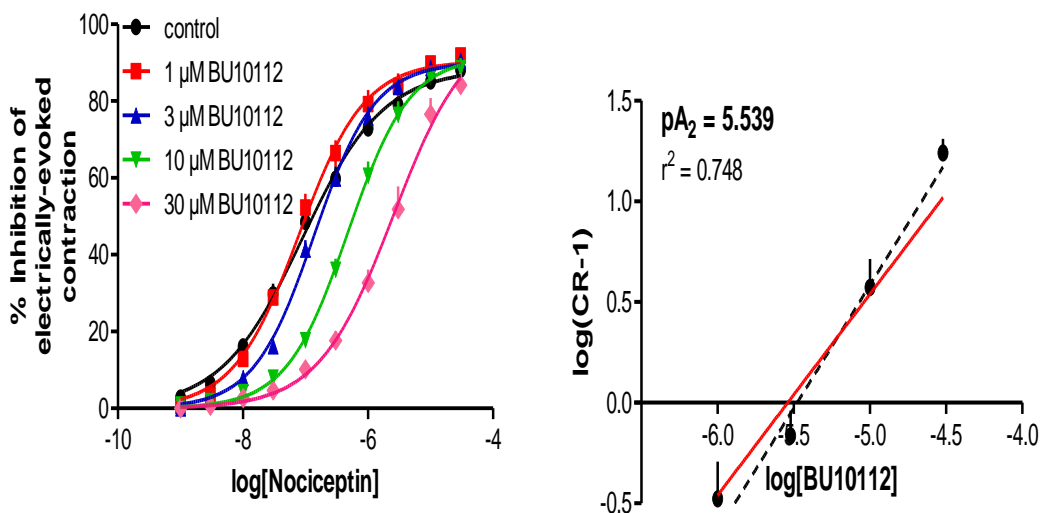 % Inhibition of
electrically-evoked
contraction
100
80
60
40
20
0
control
1 µM BU10112
3 µM BU10112
10 µM BU10112
30 µM BU10112
-10
-8
-6
-4
log[Nociceptin]
log(CR-1)
1.5
1.0
0.5
0.0
-0.5
pA2 = 5.539
r2 = 0.748
-6.0
-5.5
-5.0
-4.5
-4.0
log[BU10112]